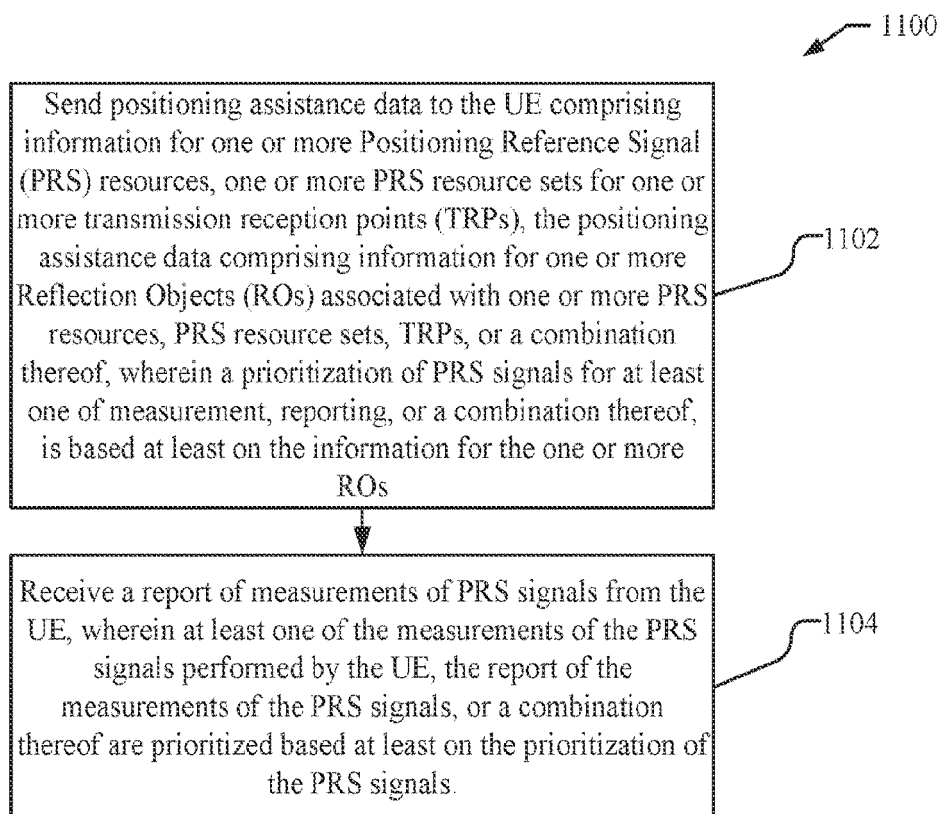 1100
Send positioning assistance data to the UE comprising
information for one or more Positioning Reference Signal
(PRS) resources, one or more PRS resource sets for one or
more transmission reception points (TRPs), the positioning
assistance data comprising information for one or more
Reflection Objects (ROs) associated with one or more PRS
resources, PRS resource sets, TRPs, or a combination
thereof, wherein a prioritization of PRS signals for at least
one of measurement, reporting, or a combination thereof,
is based at least on the information for the one or more
ROs
1102
Receive a report of measurements of PRS signals from the
UE, wherein at least one of the measurements of the PRS
signals performed by the UE, the report of the
measurements of the PRS signals, or a combination
thereof are prioritized based at least on the prioritization of
the PRS signals.
1104